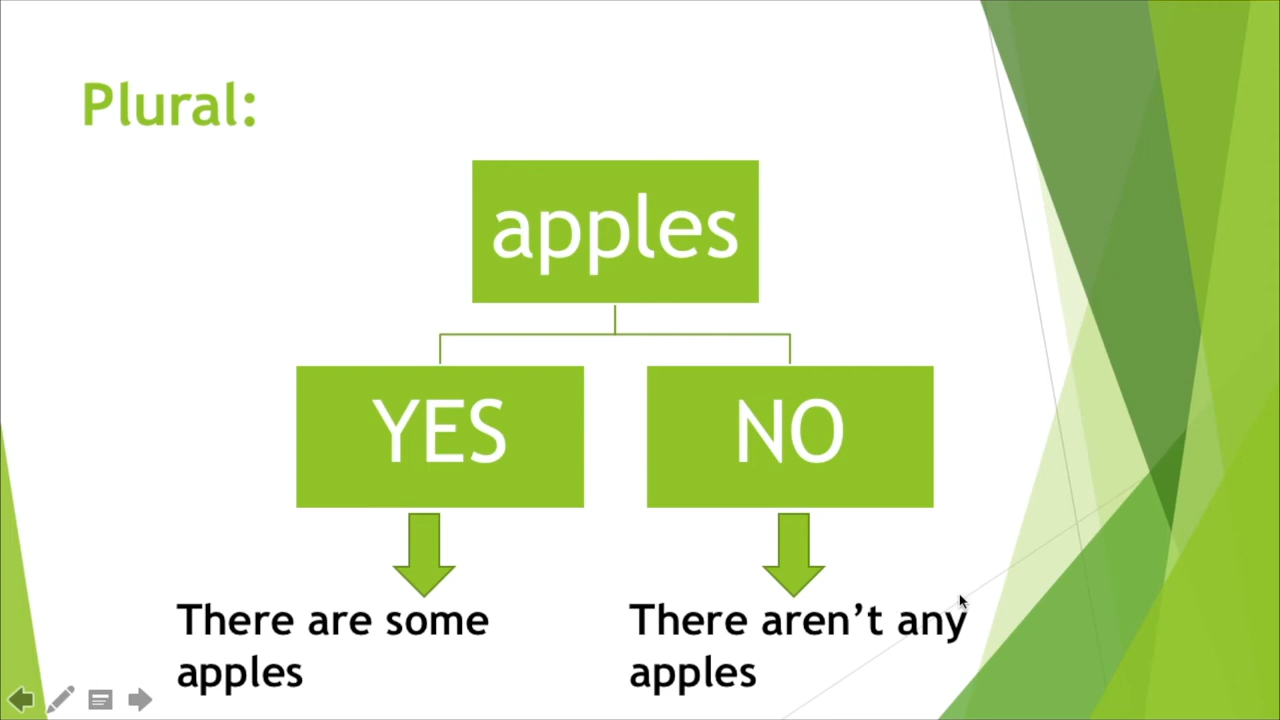 Plural:
apples
YES
NO
There are some
apples
There aren't any
apples